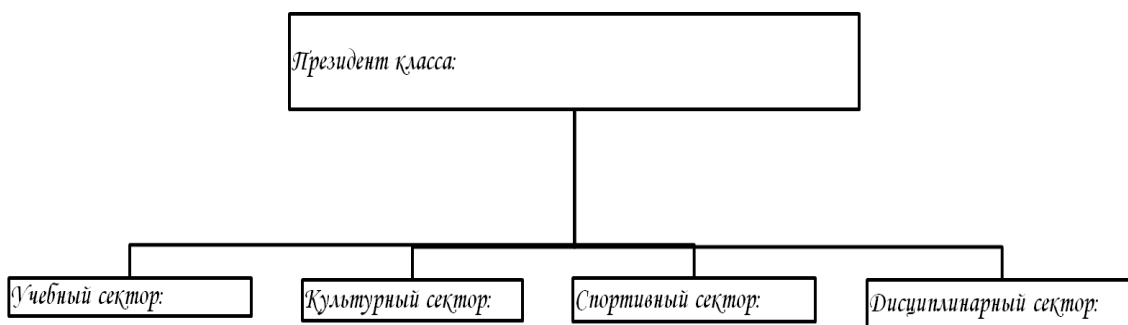 Президент класса:
Учебный сектор:
Культурный сектор:
Спортивный сектор:
Дисциплинарный сектор: